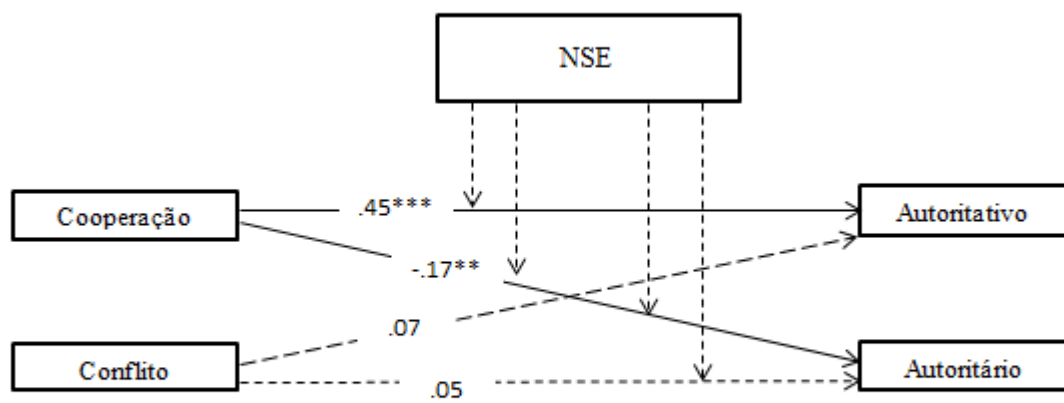 NSE
Cooperação
.45***
Autoritativo
-.17**
.07
Conflito
.05
Autoritário